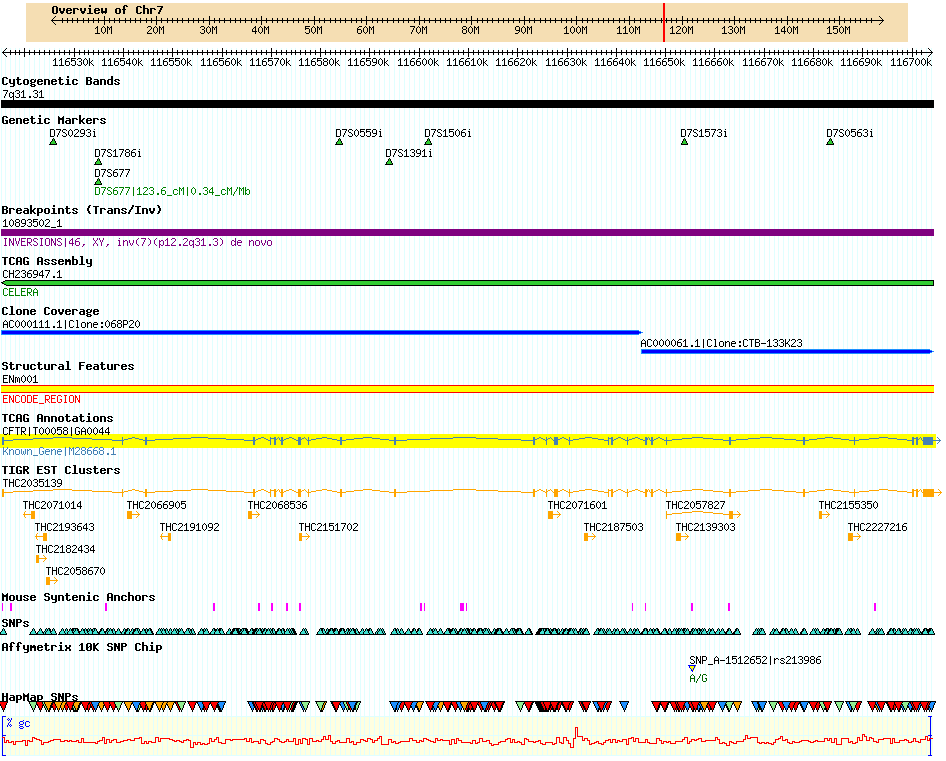 Overview of Chr7
10M 20M 30M 40M 50M 60M 70M 80M 90M 100M 110M 120M 130M 140M 150M
116530k 116540k 116550k 116560k 116570k 116580k 116590k 116600k 116610k 116620k 116630k 116640k 116650k 116660k 116670k 116680k 116690k 116700k
Cytogenetic Bands
7q31.31
Genetic Markers
D7S0293i D7S0559i D7S1506i D7S1573i D7S0563i
D7S1786i D7S1391i
D7S677
D7S677|123.6_cM|0.34_cM/Mb
Breakpoints (Trans/Inv)
10893502_1
INVERSIONS|46, XY, inv(7)(p12.2q31.3) de novo
TCAG Assembly
CH236947.1
CELERA
Clone Coverage
AC000111.1|Clone:068P20
AC000061.1|Clone:CTB-133K23
Structural Features
ENm001
ENCODE_REGION
TCAG Annotations
CFTR|T00058|GA0044
Known_Gene|M28668.1
TIGR EST Clusters
THC2035139
THC2071014 THC2066905 THC2068536 THC2071601 THC2057827 THC2155350
THC2193643 THC2191092 THC2151702 THC2187503 THC2139303 THC2227216
THC2182434
THC2058670
Mouse Syntenic Anchors
SNPs
Affymetrix 10K SNP Chip
SNP_A-1512652|rs213986
A/G
HapMap SNPs
% gc